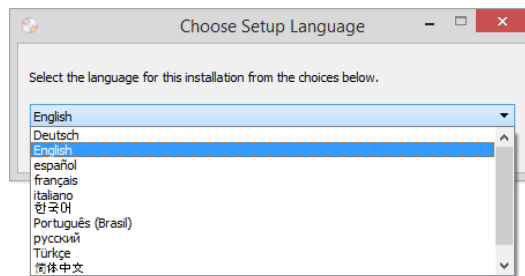 Choose Setup Language
Select the language for this installation from the choices below.
English
Deutsch
English
español
français
italiano
한국어
Português (Brasil)
русский
Türkçe
简体中文